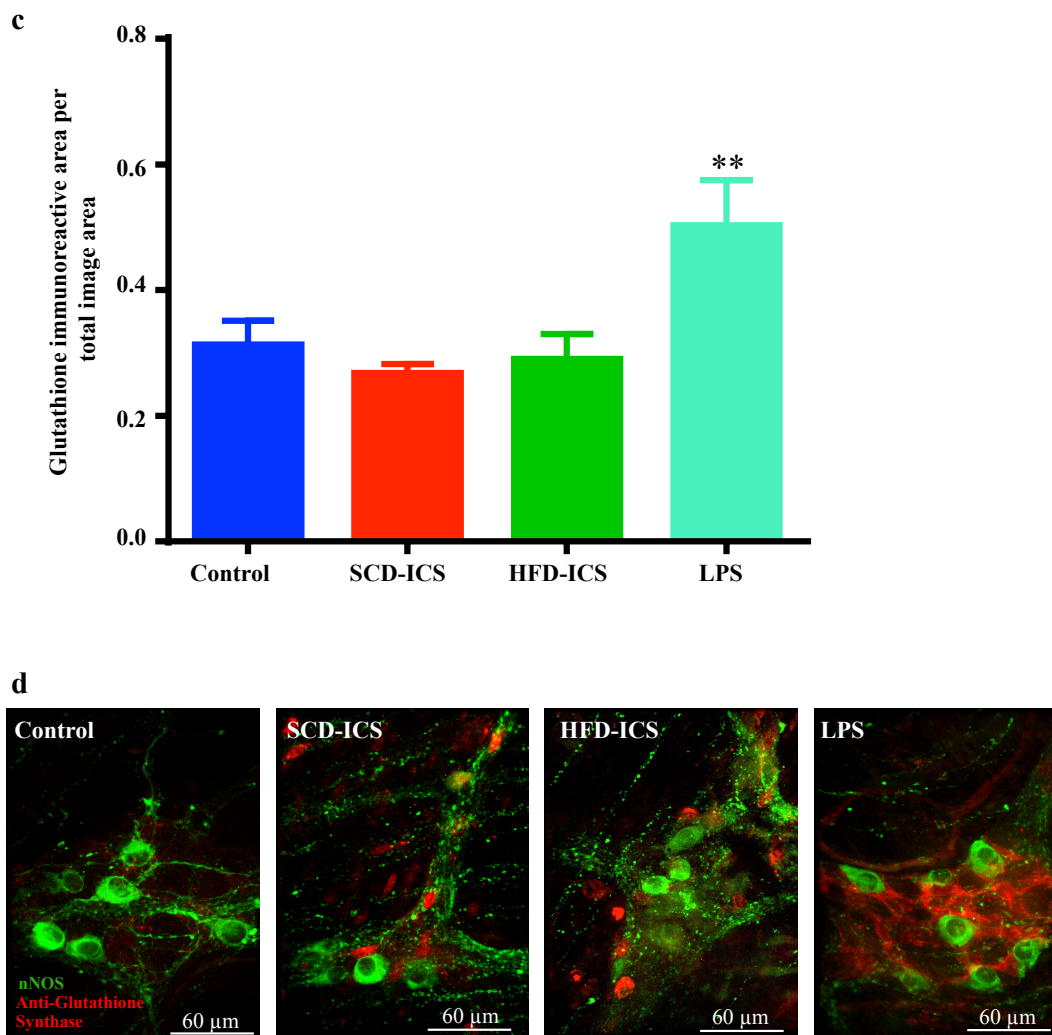 c
Glutathione immunoreactive area per
total image area
0.8
0.6
0.4
0.2
0.0
**
Control SCD-ICS HFD-ICS LPS
d
Control SCD-ICS HFD-ICS LPS
nNOS
Anti-Glutathione
Synthase
60 µm 60 µm 60 µm 60 µm